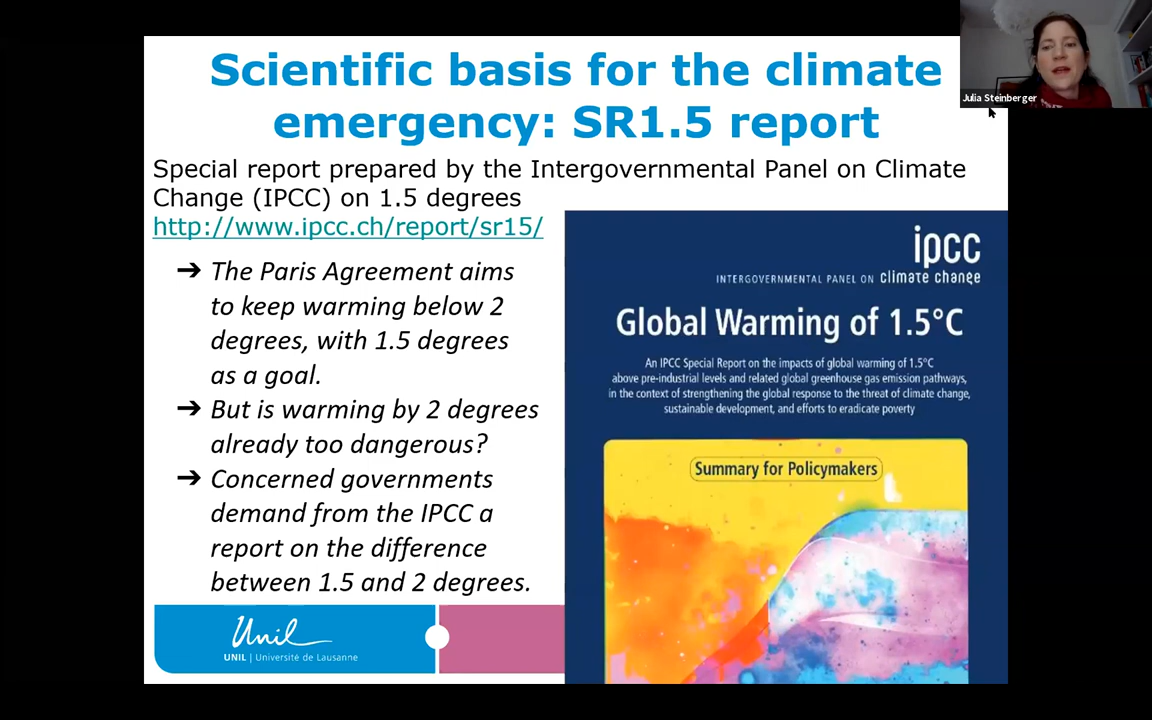 Scientific basis for the climate
emergency: SR1.5 report
Julia Steinberger
Special report prepared by the Intergovernmental Panel on Climate
Change (IPCC) on 1.5 degrees
http://www.ipcc.ch/report/sr15/
➔ The Paris Agreement aims
to keep warming below 2
degrees, with 1.5 degrees
as a goal.
➔ But is warming by 2 degrees
already too dangerous?
➔ Concerned governments
demand from the IPCC a
report on the difference
between 1.5 and 2 degrees.
ipcc
INTERGOVERNMENTAL PANEL ON climate change
Global Warming of 1.5°C
An IPCC Special Report on the impacts of global warming of 1.5°C
above pre-industrial levels and related global greenhouse gas emission pathways,
in the context of strengthening the global response to the threat of climate change,
sustainable development, and efforts to eradicate poverty
Summary for Policymakers
Unil
UNIL | Université de Lausanne